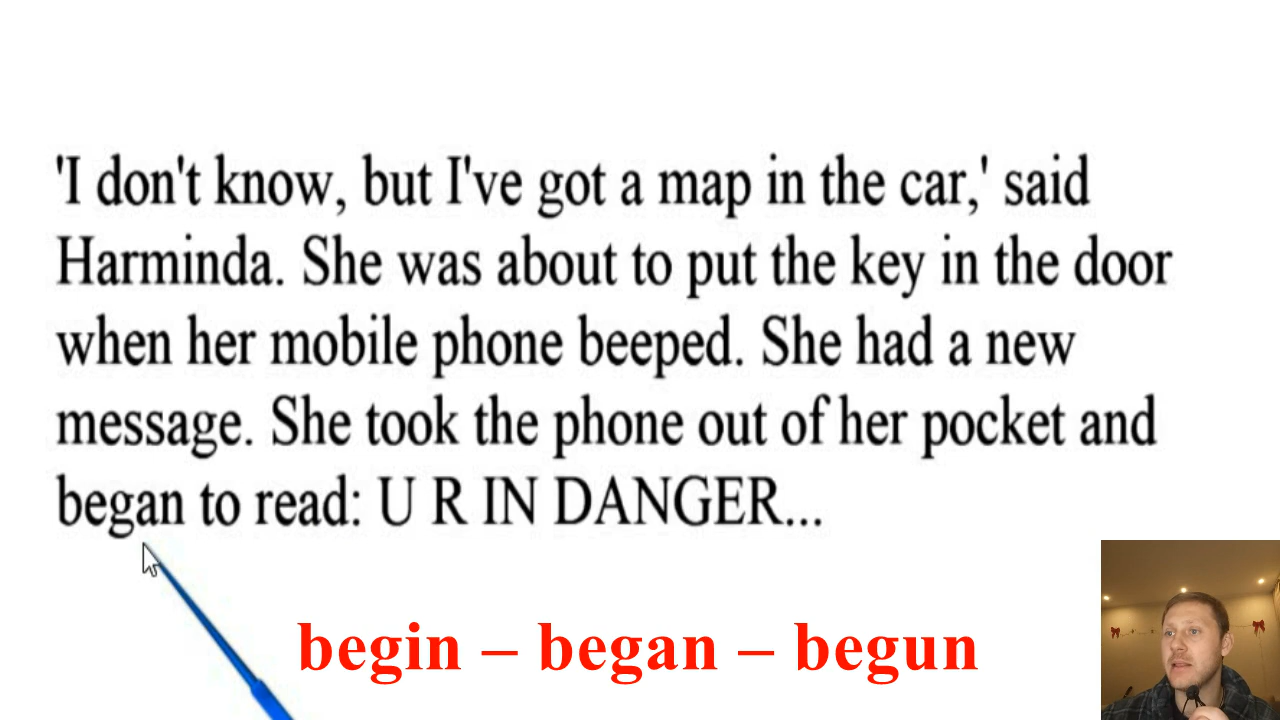 'I don't know, but I've got a map in the car,' said
Harminda. She was about to put the key in the door
when her mobile phone beeped. She had a new
message. She took the phone out of her pocket and
began to read: U R IN DANGER...
begin – began – begun